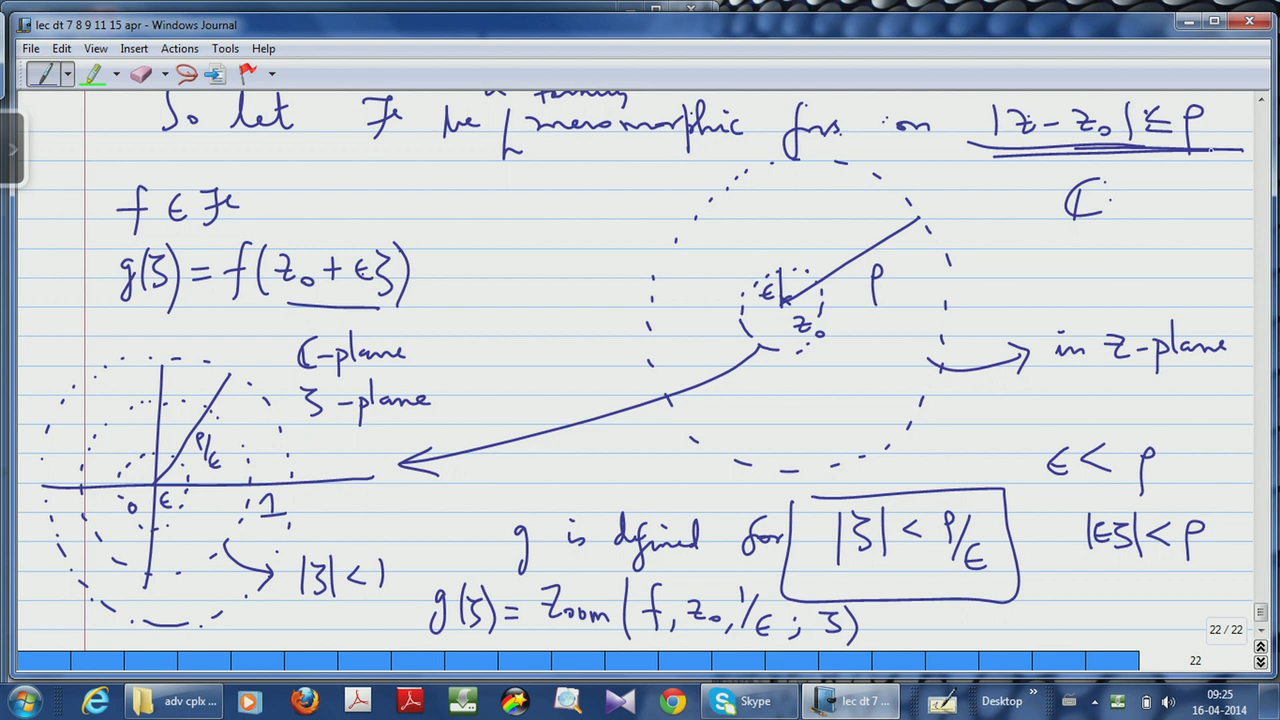 lec dt 7 8 9 11 15 apr - Windows Journal
File Edit View Insert Actions Tools Help
a family
So let ℱ be meromorphic fns. on |z - z₀| ≤ ρ
ℂ
f ∈ ℱ
g(ζ) = f(z₀ + εζ)
ε ρ
z₀
ℂ-plane
in z-plane
ζ-plane
ρ/ε
ε < ρ
0 ε 1
g is defined for |ζ| < ρ/ε |εζ| < ρ
|ζ| < 1
g(ζ) = Zoom (f, z₀, 1/ε ; ζ)
22 / 22
22
adv cplx ...
Skype
lec dt 7 ...
Desktop »
09:25
16-04-2014